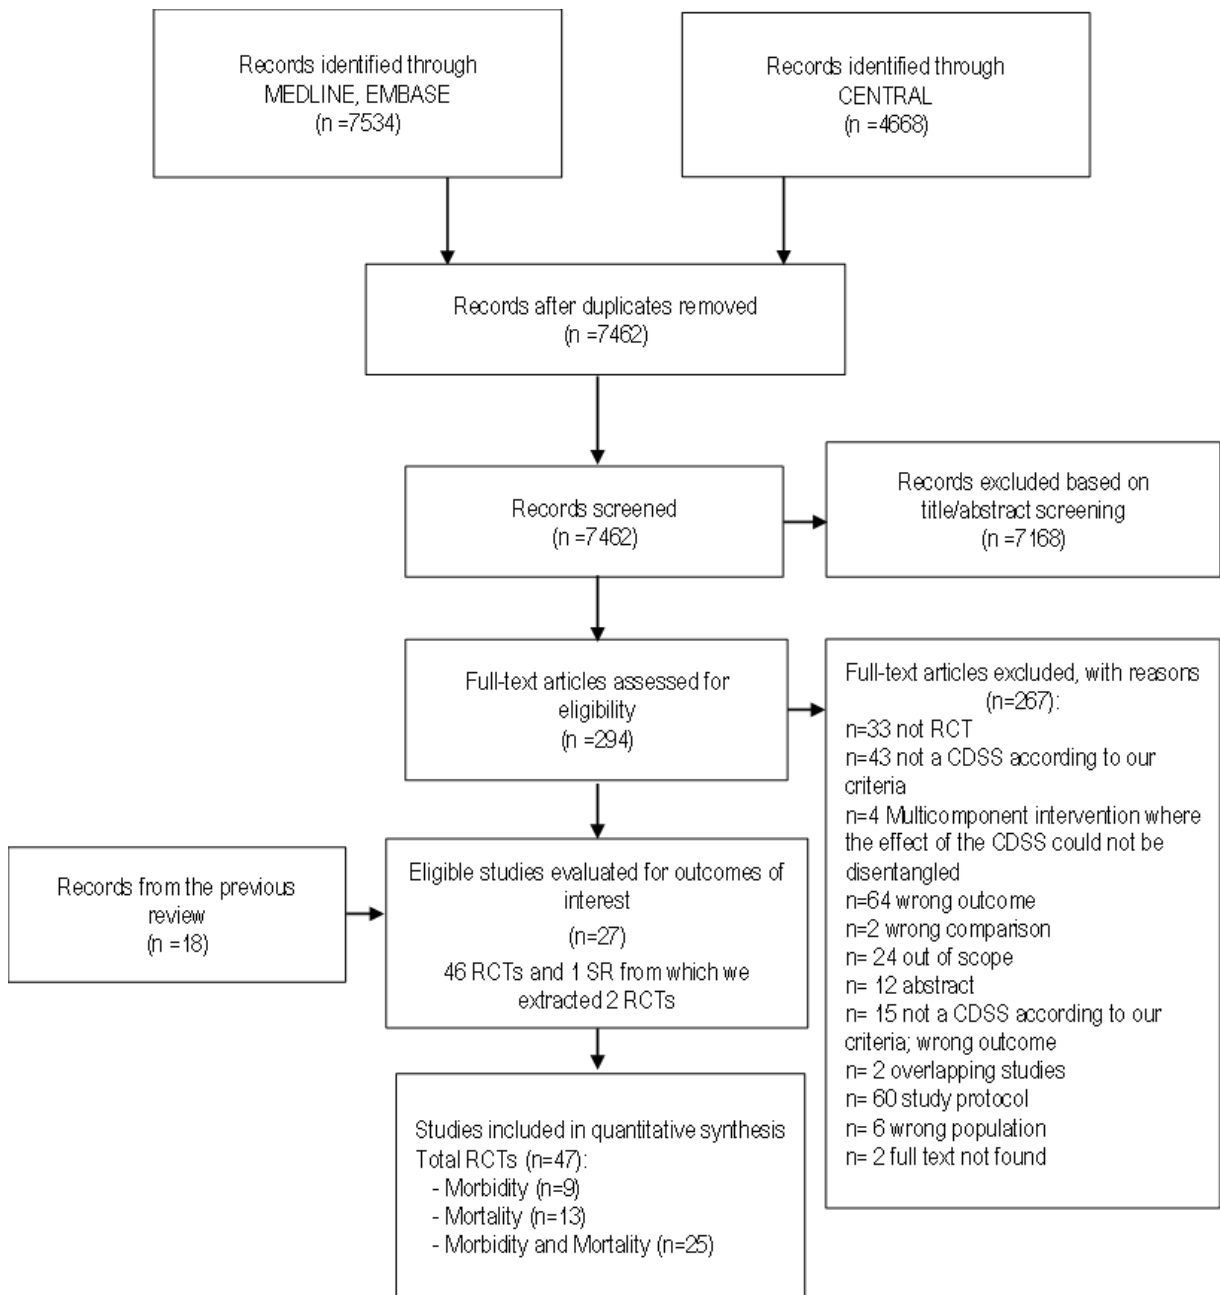 Records identified through
MEDLINE, EMBASE
(n =7534)
Records identified through
CENTRAL
(n =4668)
Records after duplicates removed
(n =7462)
Records screened
(n =7462)
Records excluded based on
title/abstract screening
(n =7168)
Full-text articles assessed for
eligibility
(n =294)
Full-text articles excluded, with reasons
(n=267):
n=33 not RCT
n=43 not a CDSS according to our
criteria
n=4 Multicomponent intervention where
the effect of the CDSS could not be
disentangled
n=64 wrong outcome
n=2 wrong comparison
n= 24 out of scope
n= 12 abstract
n= 15 not a CDSS according to our
criteria; wrong outcome
n= 2 overlapping studies
n= 60 study protocol
n= 6 wrong population
n= 2 full text not found
Records from the previous
review
(n =18)
Eligible studies evaluated for outcomes of
interest
(n=27)
46 RCTs and 1 SR from which we
extracted 2 RCTs
Studies included in quantitative synthesis
Total RCTs (n=47):
- Morbidity (n=9)
- Mortality (n=13)
- Morbidity and Mortality (n=25)